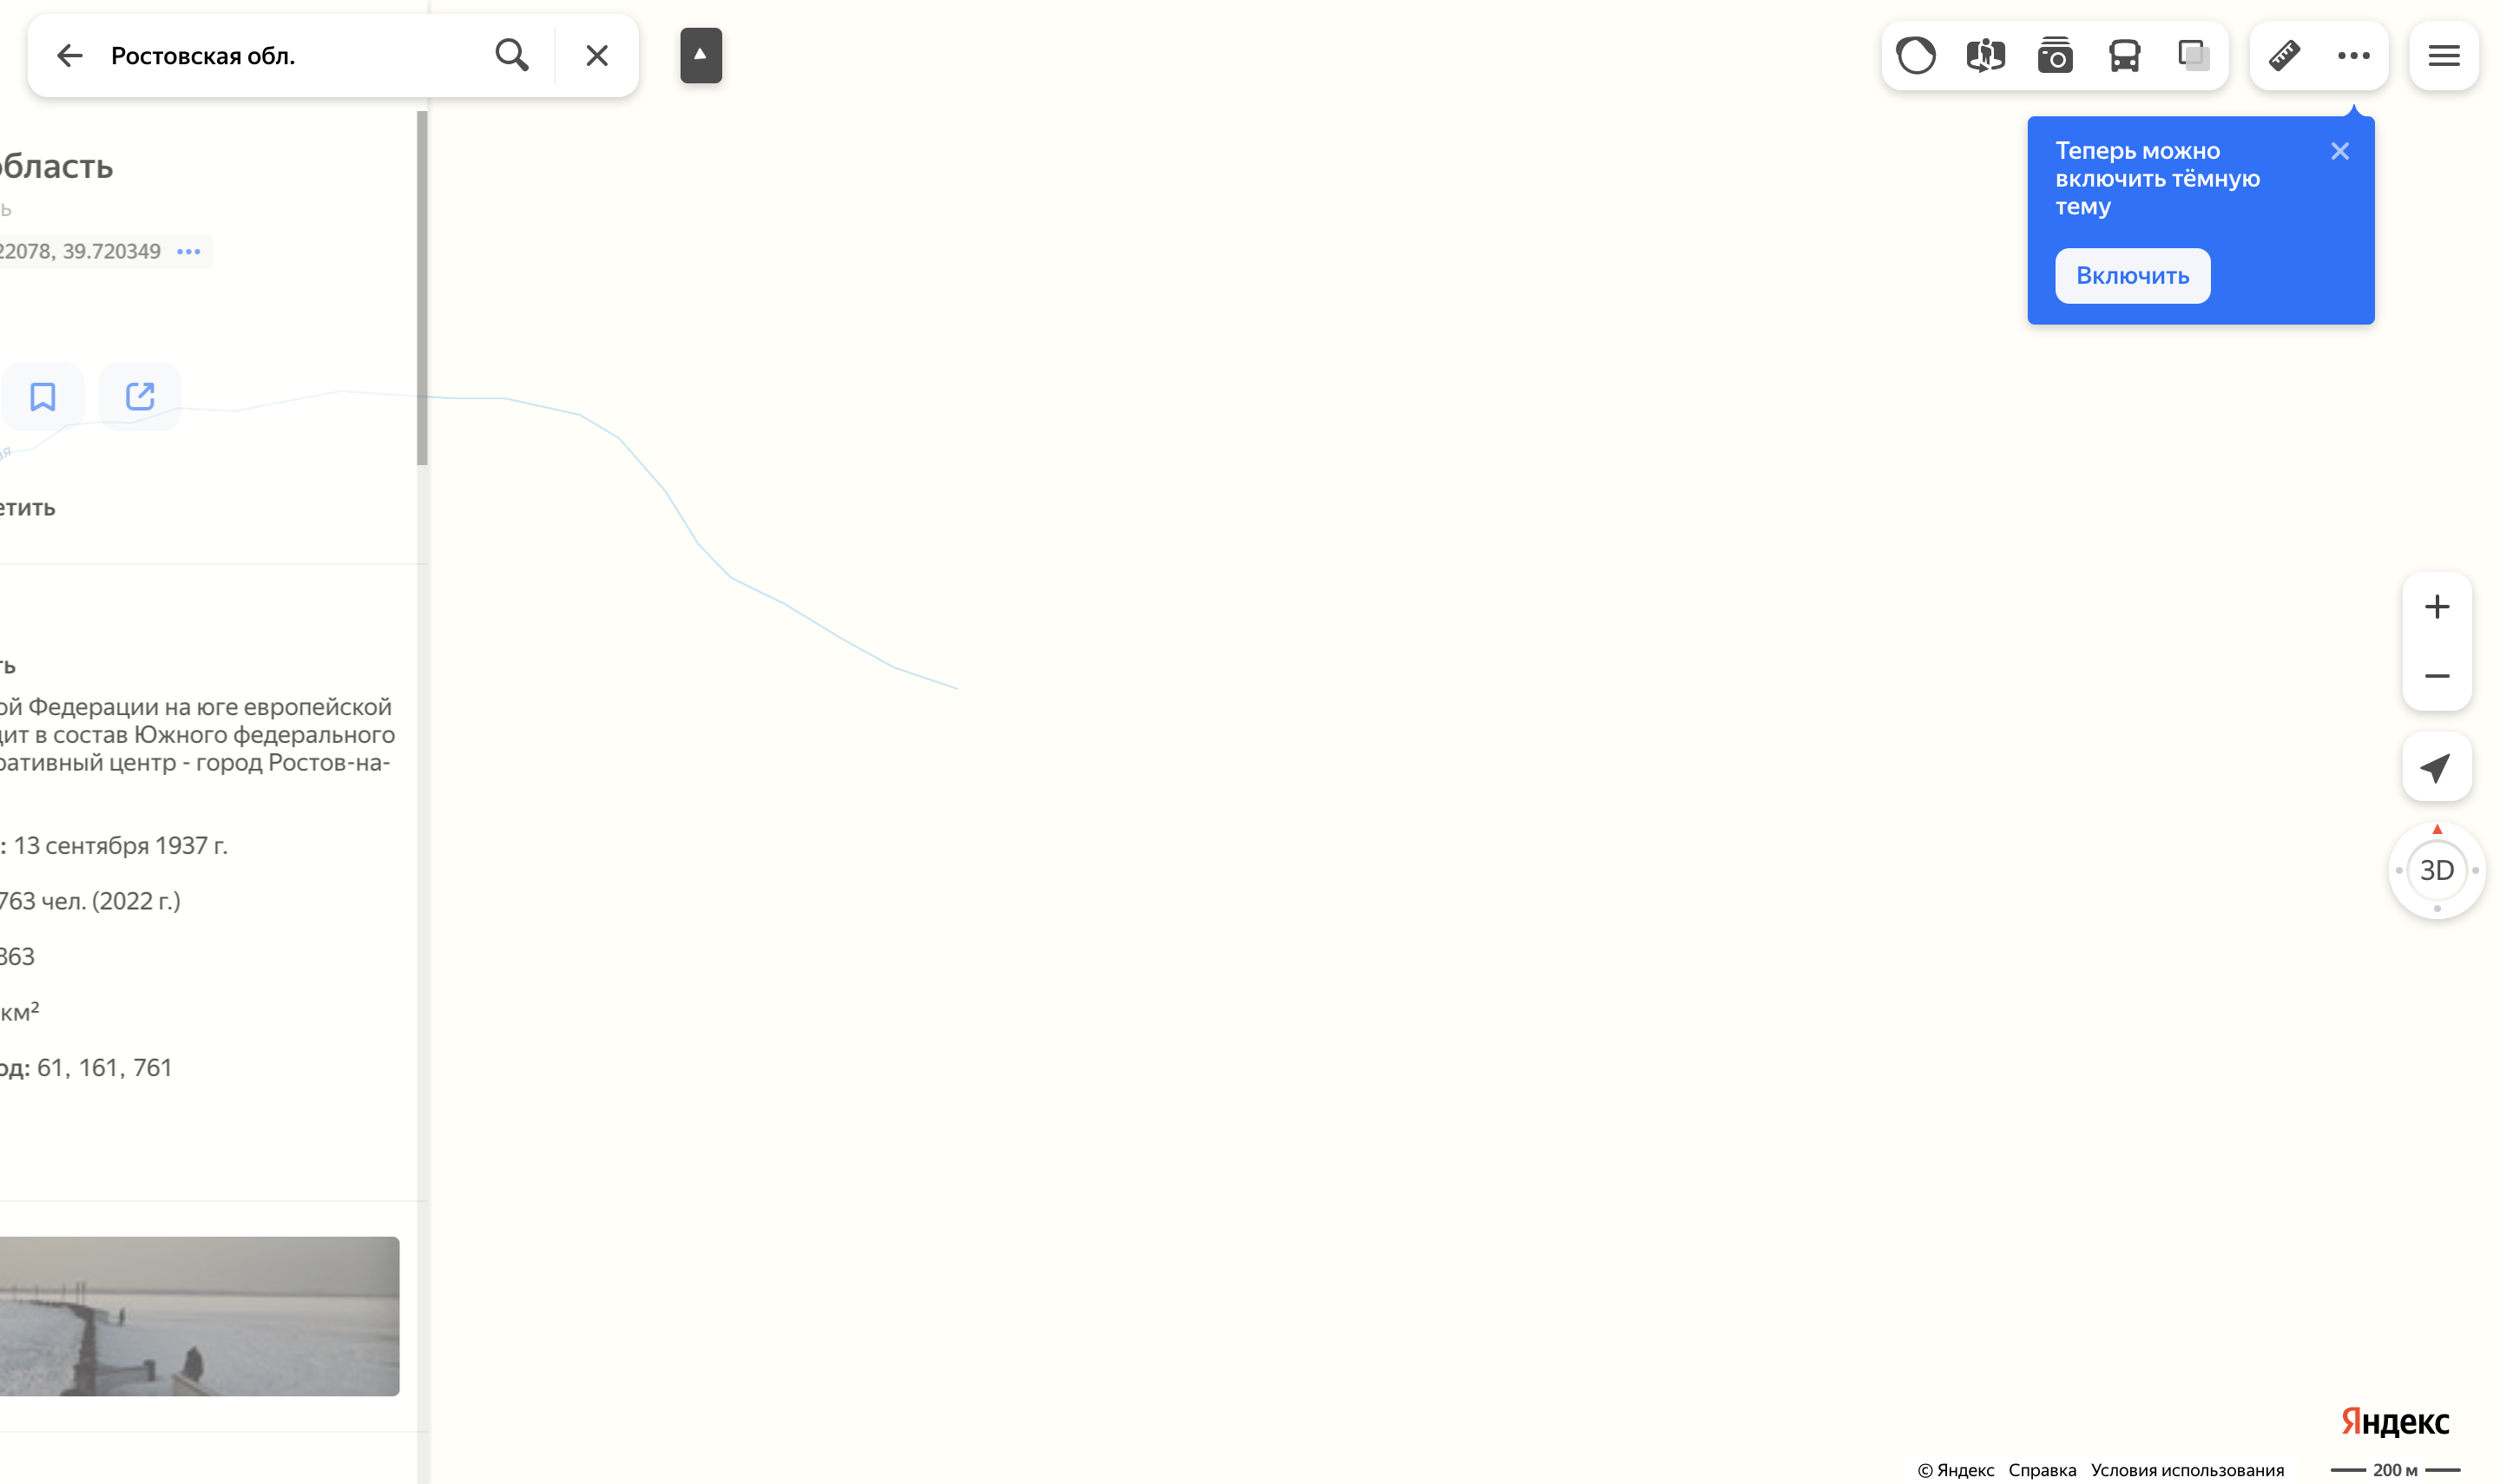 Ростовская обл.
область
ь
22078, 39.720349
етить
ть
ой Федерации на юге европейской
дит в состав Южного федерального
ративный центр - город Ростов-на-
: 13 сентября 1937 г.
763 чел. (2022 г.)
363
км²
од: 61, 161, 761
Теперь можно
включить тёмную
тему
Включить
3D
Яндекс
© Яндекс Справка Условия использования 200 м